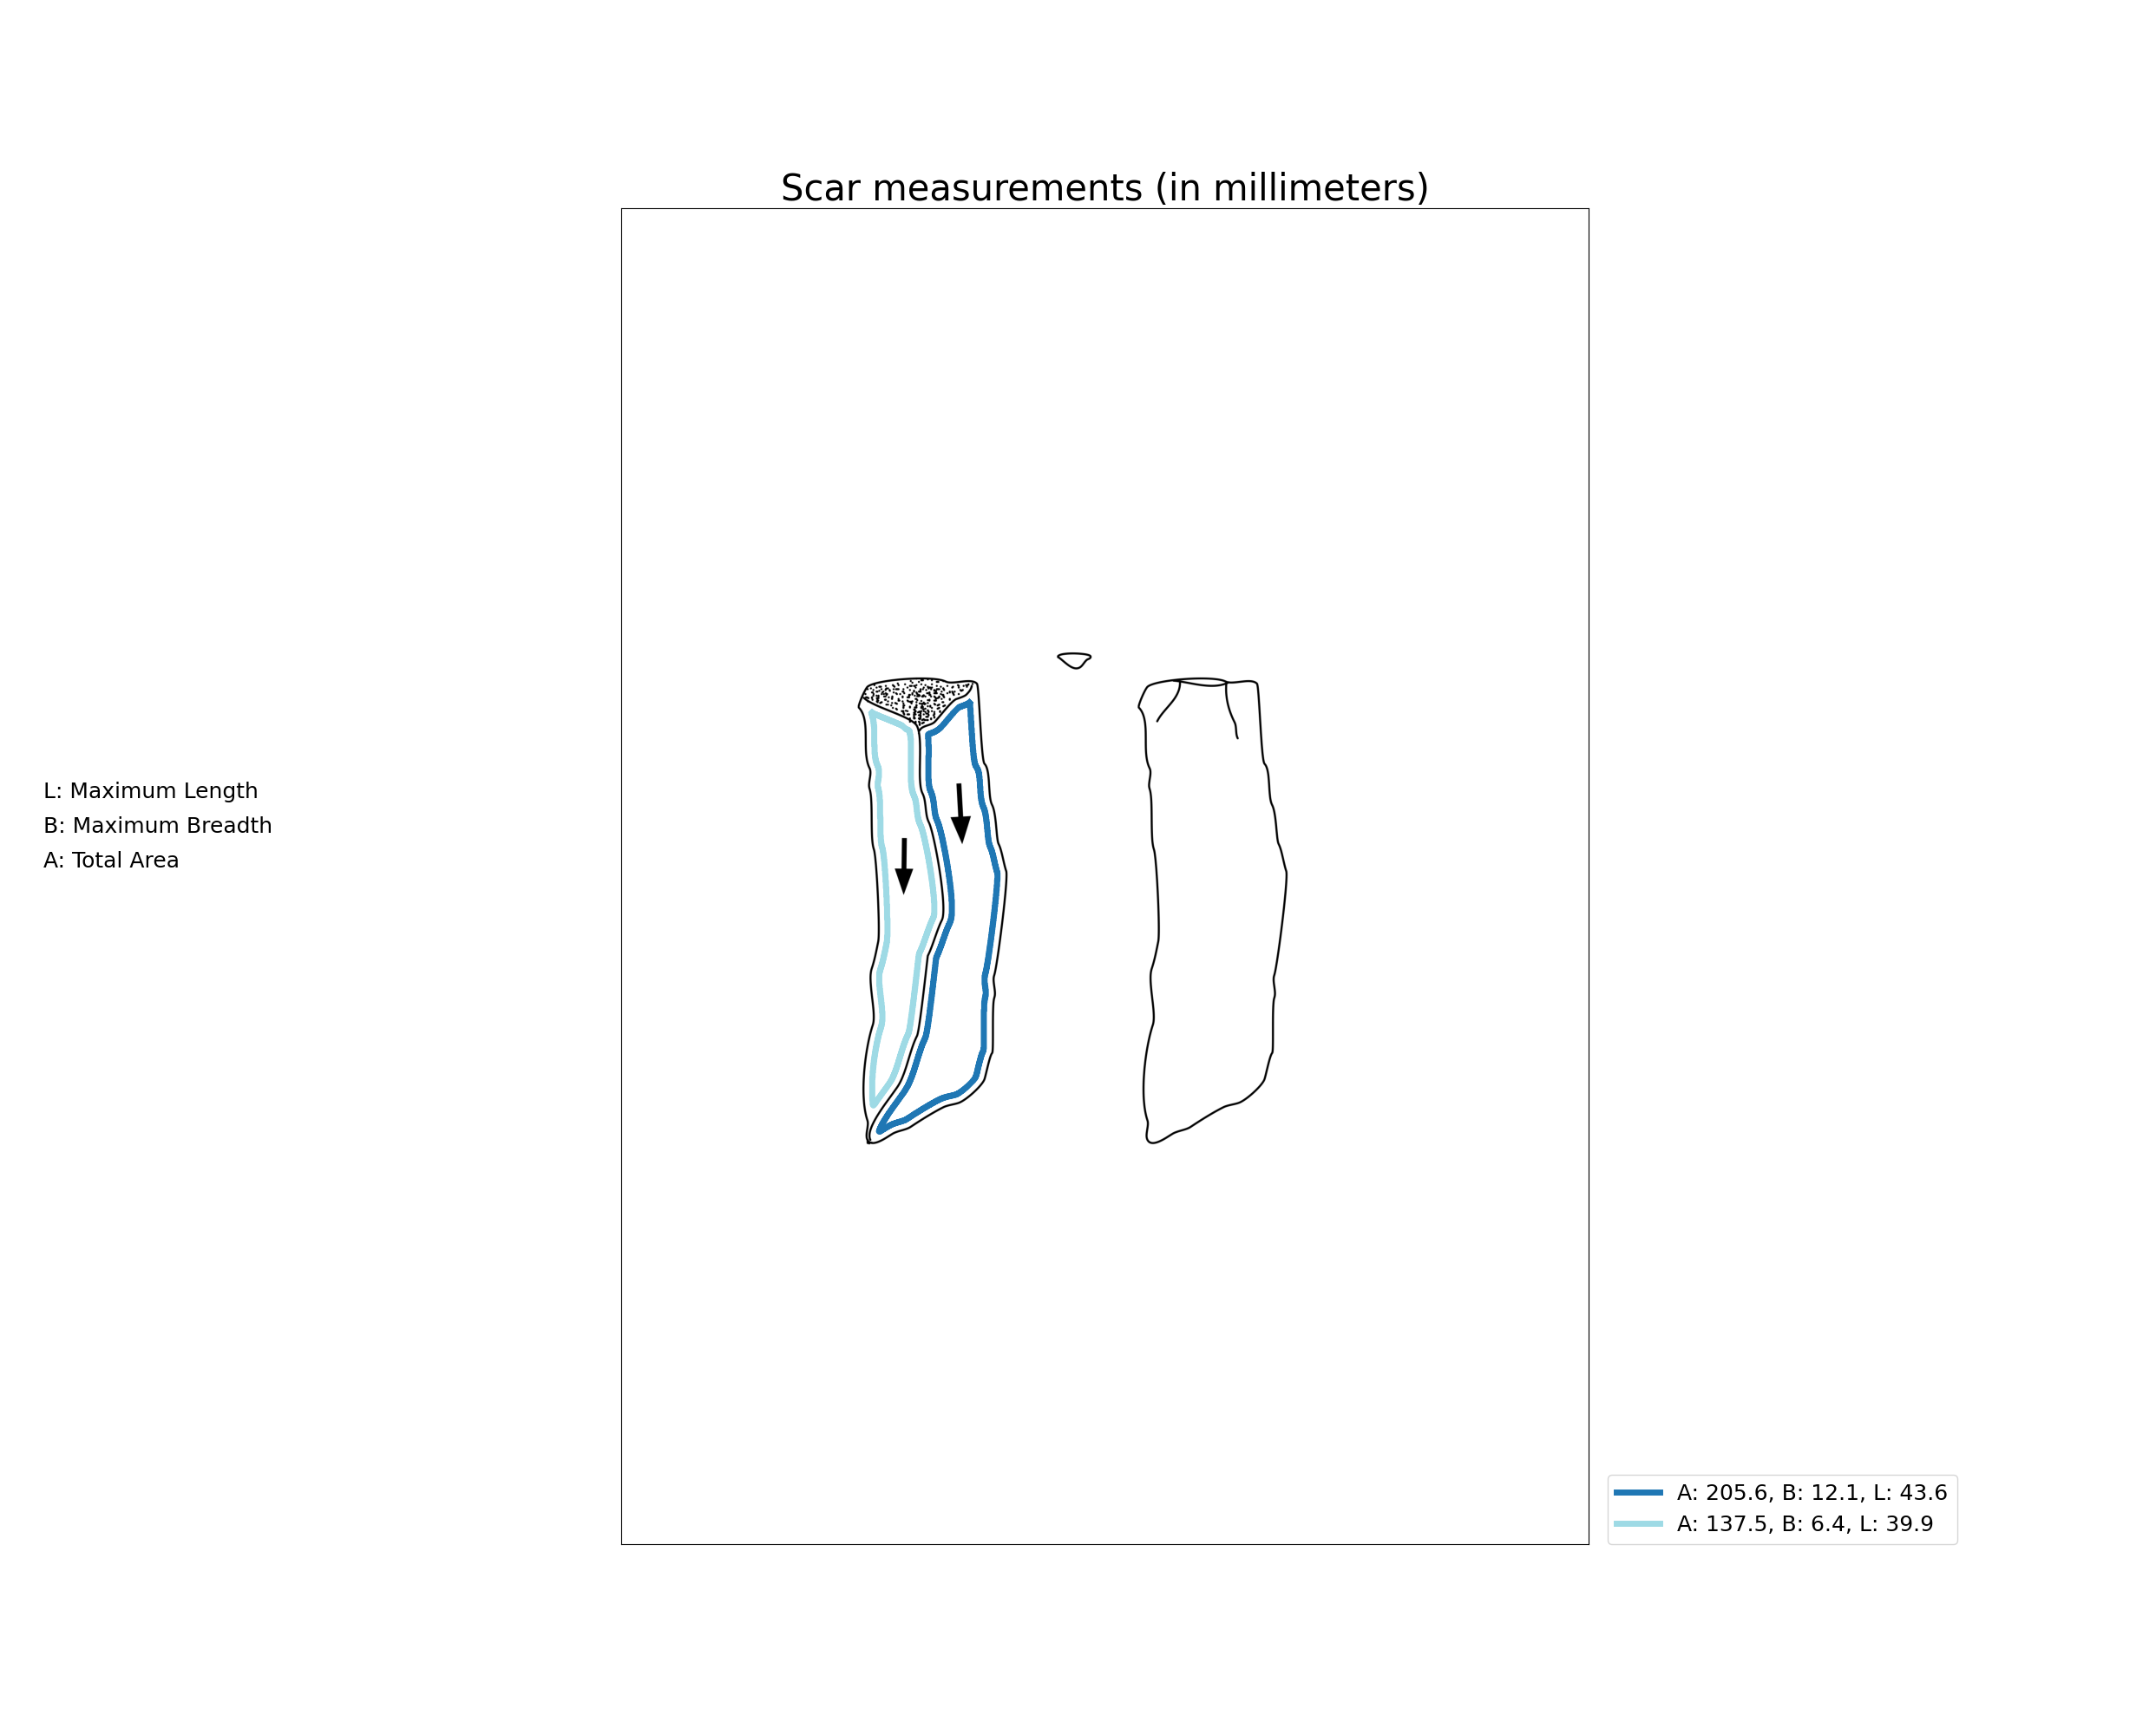 Scar measurements (in millimeters)
L: Maximum Length
B: Maximum Breadth
A: Total Area
A: 205.6, B: 12.1, L: 43.6
A: 137.5, B: 6.4, L: 39.9